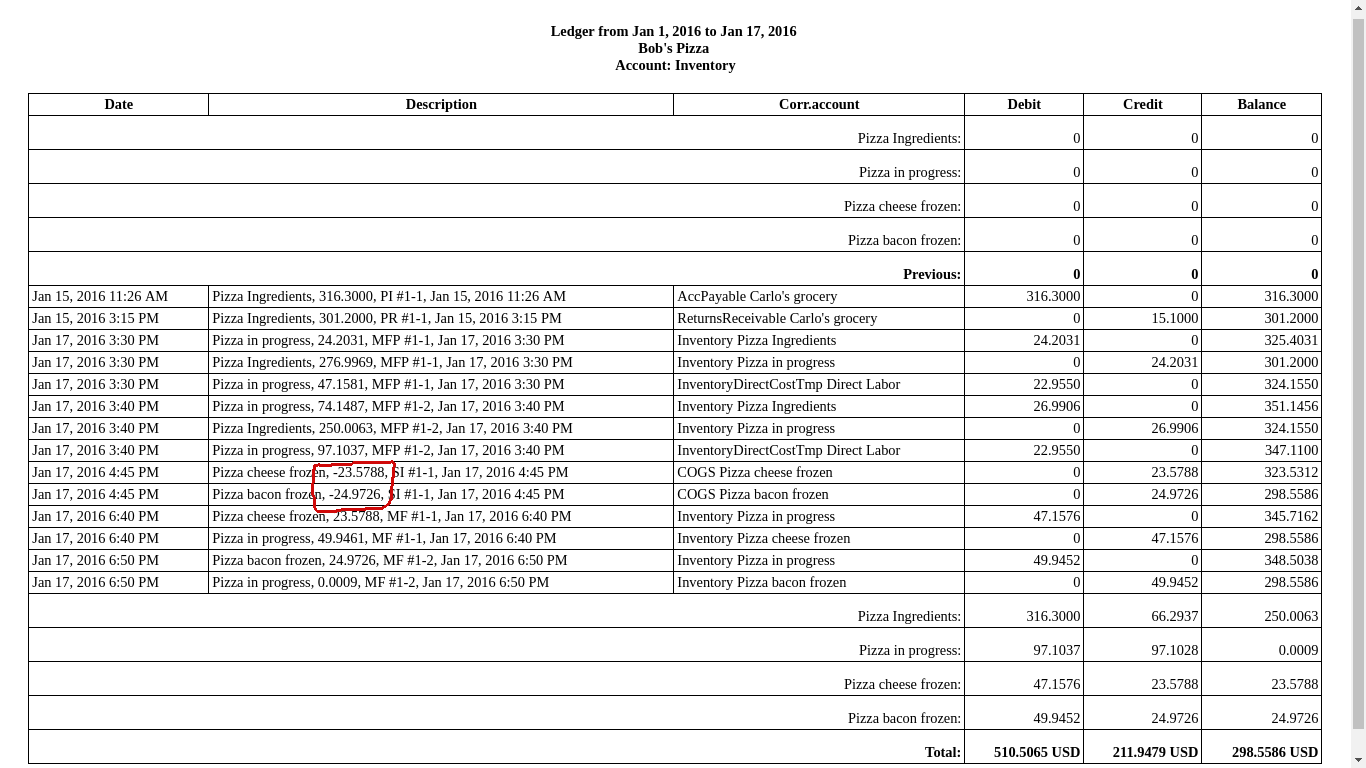 Ledger from Jan 1, 2016 to Jan 17, 2016
Bob's Pizza
Account: Inventory
Date Description Corr.account Debit Credit Balance
Pizza Ingredients: 0 0 0
Pizza in progress: 0 0 0
Pizza cheese frozen: 0 0 0
Pizza bacon frozen: 0 0 0
Previous: 0 0 0
Jan 15, 2016 11:26 AM Pizza Ingredients, 316.3000, PI #1-1, Jan 15, 2016 11:26 AM AccPayable Carlo's grocery 316.3000 0 316.3000
Jan 15, 2016 3:15 PM Pizza Ingredients, 301.2000, PR #1-1, Jan 15, 2016 3:15 PM ReturnsReceivable Carlo's grocery 0 15.1000 301.2000
Jan 17, 2016 3:30 PM Pizza in progress, 24.2031, MFP #1-1, Jan 17, 2016 3:30 PM Inventory Pizza Ingredients 24.2031 0 325.4031
Jan 17, 2016 3:30 PM Pizza Ingredients, 276.9969, MFP #1-1, Jan 17, 2016 3:30 PM Inventory Pizza in progress 0 24.2031 301.2000
Jan 17, 2016 3:30 PM Pizza in progress, 47.1581, MFP #1-1, Jan 17, 2016 3:30 PM InventoryDirectCostTmp Direct Labor 22.9550 0 324.1550
Jan 17, 2016 3:40 PM Pizza in progress, 74.1487, MFP #1-2, Jan 17, 2016 3:40 PM Inventory Pizza Ingredients 26.9906 0 351.1456
Jan 17, 2016 3:40 PM Pizza Ingredients, 250.0063, MFP #1-2, Jan 17, 2016 3:40 PM Inventory Pizza in progress 0 26.9906 324.1550
Jan 17, 2016 3:40 PM Pizza in progress, 97.1037, MFP #1-2, Jan 17, 2016 3:40 PM InventoryDirectCostTmp Direct Labor 22.9550 0 347.1100
Jan 17, 2016 4:45 PM Pizza cheese frozen, -23.5788, SI #1-1, Jan 17, 2016 4:45 PM COGS Pizza cheese frozen 0 23.5788 323.5312
Jan 17, 2016 4:45 PM Pizza bacon frozen, -24.9726, SI #1-1, Jan 17, 2016 4:45 PM COGS Pizza bacon frozen 0 24.9726 298.5586
Jan 17, 2016 6:40 PM Pizza cheese frozen, 23.5788, MF #1-1, Jan 17, 2016 6:40 PM Inventory Pizza in progress 47.1576 0 345.7162
Jan 17, 2016 6:40 PM Pizza in progress, 49.9461, MF #1-1, Jan 17, 2016 6:40 PM Inventory Pizza cheese frozen 0 47.1576 298.5586
Jan 17, 2016 6:50 PM Pizza bacon frozen, 24.9726, MF #1-2, Jan 17, 2016 6:50 PM Inventory Pizza in progress 49.9452 0 348.5038
Jan 17, 2016 6:50 PM Pizza in progress, 0.0009, MF #1-2, Jan 17, 2016 6:50 PM Inventory Pizza bacon frozen 0 49.9452 298.5586
Pizza Ingredients: 316.3000 66.2937 250.0063
Pizza in progress: 97.1037 97.1028 0.0009
Pizza cheese frozen: 47.1576 23.5788 23.5788
Pizza bacon frozen: 49.9452 24.9726 24.9726
Total: 510.5065 USD 211.9479 USD 298.5586 USD